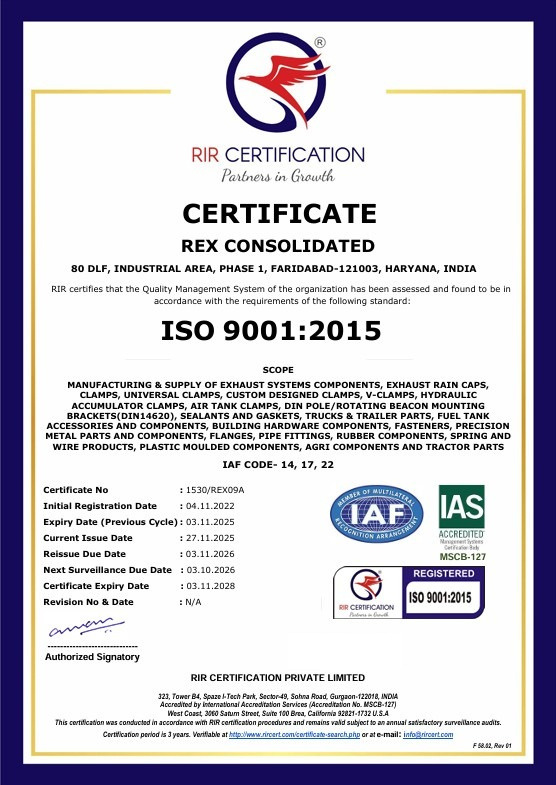 ®
RIR CERTIFICATION
Partners in Growth
CERTIFICATE
REX CONSOLIDATED
80 DLF, INDUSTRIAL AREA, PHASE 1, FARIDABAD-121003, HARYANA, INDIA
RIR certifies that the Quality Management System of the organization has been assessed and found to be in
accordance with the requirements of the following standard:
ISO 9001:2015
SCOPE
MANUFACTURING & SUPPLY OF EXHAUST SYSTEMS COMPONENTS, EXHAUST RAIN CAPS,
CLAMPS, UNIVERSAL CLAMPS, CUSTOM DESIGNED CLAMPS, V-CLAMPS, HYDRAULIC
ACCUMULATOR CLAMPS, AIR TANK CLAMPS, DIN POLE/ROTATING BEACON MOUNTING
BRACKETS(DIN14620), SEALANTS AND GASKETS, TRUCKS & TRAILER PARTS, FUEL TANK
ACCESSORIES AND COMPONENTS, BUILDING HARDWARE COMPONENTS, FASTENERS, PRECISION
METAL PARTS AND COMPONENTS, FLANGES, PIPE FITTINGS, RUBBER COMPONENTS, SPRING AND
WIRE PRODUCTS, PLASTIC MOULDED COMPONENTS, AGRI COMPONENTS AND TRACTOR PARTS
IAF CODE- 14, 17, 22
Certificate No : 1530/REX09A
Initial Registration Date : 04.11.2022
Expiry Date (Previous Cycle) : 03.11.2025
Current Issue Date : 27.11.2025
Reissue Due Date : 03.11.2026
Next Surveillance Due Date : 03.10.2026
Certificate Expiry Date : 03.11.2028
Revision No & Date : N/A
MEMBER OF MULTILATERAL
IAF
RECOGNITION ARRANGEMENT
IAS
ACCREDITED
Management Systems
Certification Body
MSCB-127
RIR CERTIFICATION
Partners in Growth
REGISTERED
ISO 9001:2015
Authorized Signatory
RIR CERTIFICATION PRIVATE LIMITED
323, Tower B4, Spaze I-Tech Park, Sector-49, Sohna Road, Gurgaon-122018, INDIA
Accredited by International Accreditation Services (Accreditation No. MSCB-127)
West Coast, 3060 Saturn Street, Suite 100 Brea, California 92821-1732 U.S.A
This certification was conducted in accordance with RIR certification procedures and remains valid subject to an annual satisfactory surveillance audits.
Certification period is 3 years. Verifiable at http://www.rircert.com/certificate-search.php or at e-mail: info@rircert.com
F 58.02, Rev 01